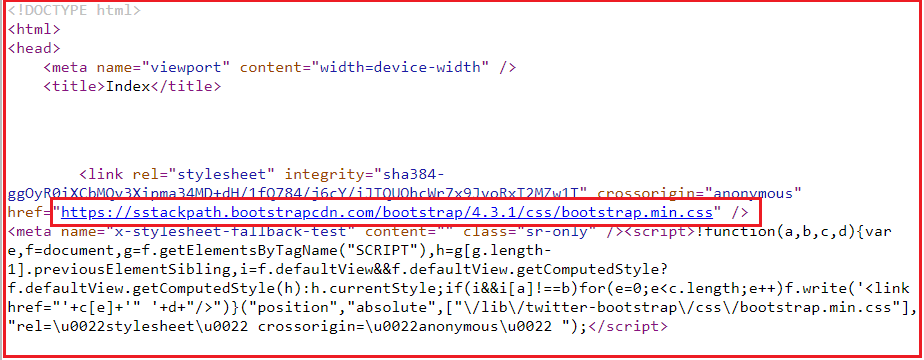 <!DOCTYPE html>
<html>
<head>
    <meta name="viewport" content="width=device-width" />
    <title>Index</title>
        <link rel="stylesheet" integrity="sha384-
ggOyR0iXCbMQv3Xipma34MD+dH/1fQ784/j6cY/iJTQUOhcWr7x9JvoRxT2MZw1T" crossorigin="anonymous"
href="https://sstackpath.bootstrapcdn.com/bootstrap/4.3.1/css/bootstrap.min.css" />
<meta name="x-stylesheet-fallback-test" content="" class="sr-only" /><script>!function(a,b,c,d){var
e,f=document,g=f.getElementsByTagName("SCRIPT"),h=g[g.length-
1].previousElementSibling,i=f.defaultView&&f.defaultView.getComputedStyle?
f.defaultView.getComputedStyle(h):h.currentStyle;if(i&&i[a]!==b)for(e=0;e<c.length;e++)f.write('<link
href="'+c[e]+'" '+d+"/>")}("position","absolute",["\/lib\/twitter-bootstrap\/css\/bootstrap.min.css"],
"rel=\u0022stylesheet\u0022 crossorigin=\u0022anonymous\u0022 ");</script>